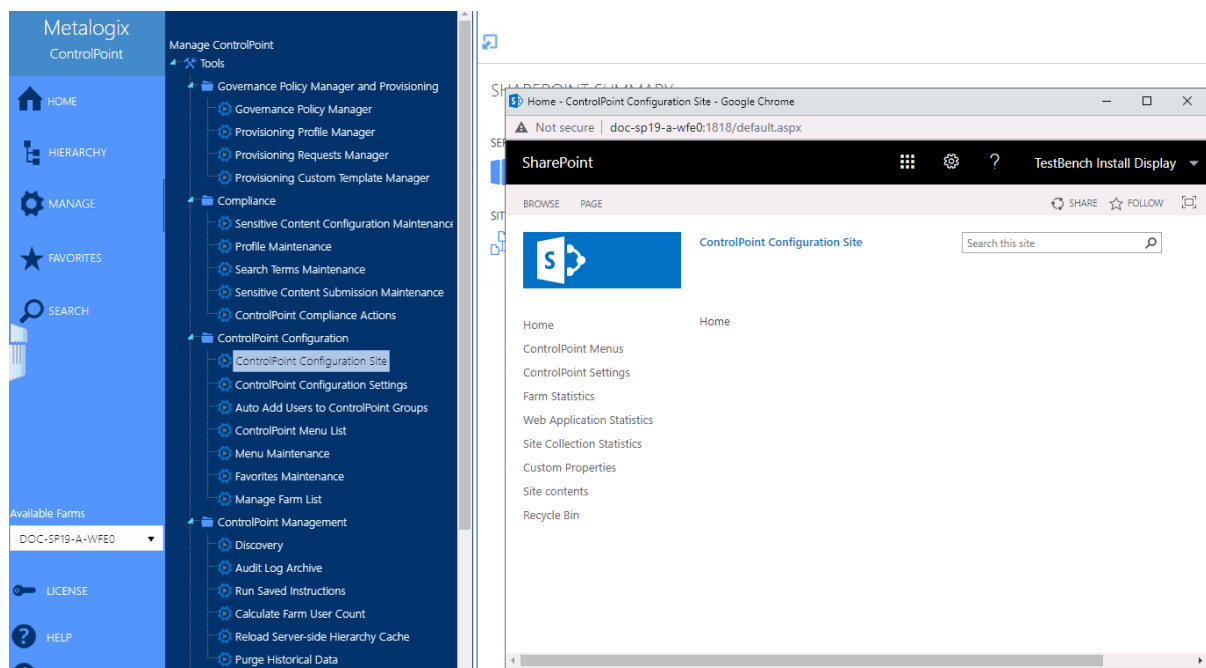 Metalogix
ControlPoint
HOME
HIERARCHY
MANAGE
FAVORITES
SEARCH
Available Farms
DOC-SP19-A-WFE0
LICENSE
HELP
Manage ControlPoint
Tools
Governance Policy Manager and Provisioning
Governance Policy Manager
Provisioning Profile Manager
Provisioning Requests Manager
Provisioning Custom Template Manager
Compliance
Sensitive Content Configuration Maintenance
Profile Maintenance
Search Terms Maintenance
Sensitive Content Submission Maintenance
ControlPoint Compliance Actions
ControlPoint Configuration
ControlPoint Configuration Site
ControlPoint Configuration Settings
Auto Add Users to ControlPoint Groups
ControlPoint Menu List
Menu Maintenance
Favorites Maintenance
Manage Farm List
ControlPoint Management
Discovery
Audit Log Archive
Run Saved Instructions
Calculate Farm User Count
Reload Server-side Hierarchy Cache
Purge Historical Data
SHAREPOINT SUMMARY
SER
SIT
Home - ControlPoint Configuration Site - Google Chrome
Not secure | doc-sp19-a-wfe0:1818/default.aspx
SharePoint
? TestBench Install Display
BROWSE PAGE
SHARE FOLLOW
S
ControlPoint Configuration Site
Search this site
Home
ControlPoint Menus
ControlPoint Settings
Farm Statistics
Web Application Statistics
Site Collection Statistics
Custom Properties
Site contents
Recycle Bin
Home